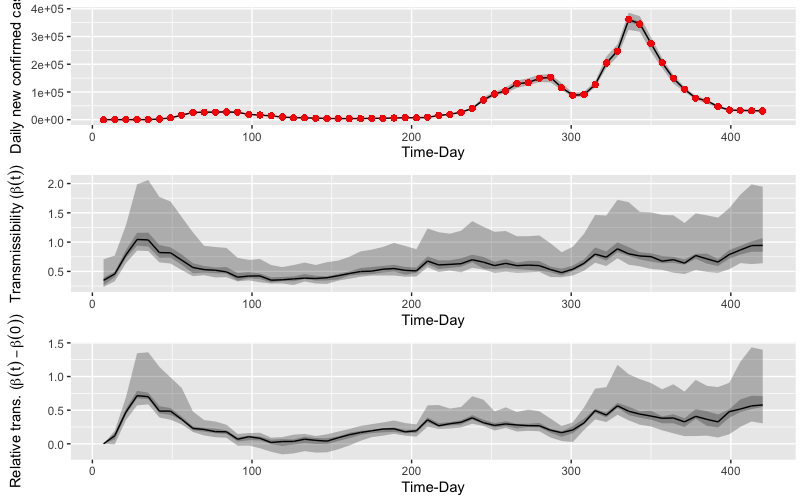 Daily new confirmed
4e+05
3e+05
2e+05
1e+05
0e+00
0
100
200
300
400
Time-Day
Transmissibility (β(t))
2.0
1.5
1.0
0.5
0
100
200
300
400
Time-Day
Relative trans. (β(t) − β(0))
1.5
1.0
0.5
0.0
0
100
200
300
400
Time-Day